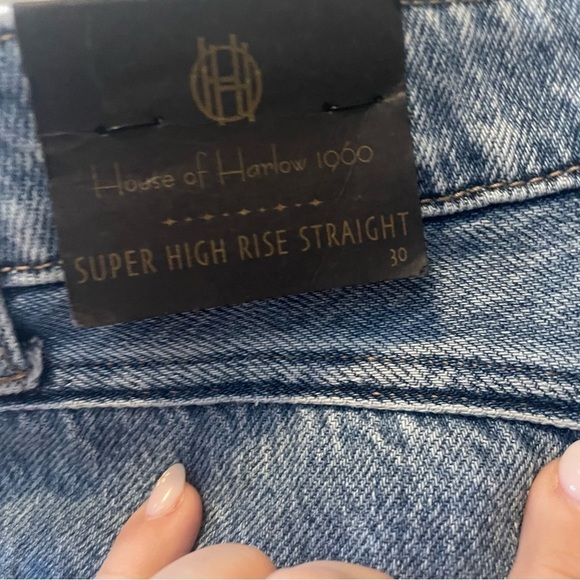 House of Harlow 1960
SUPER HIGH RISE STRAIGHT
30